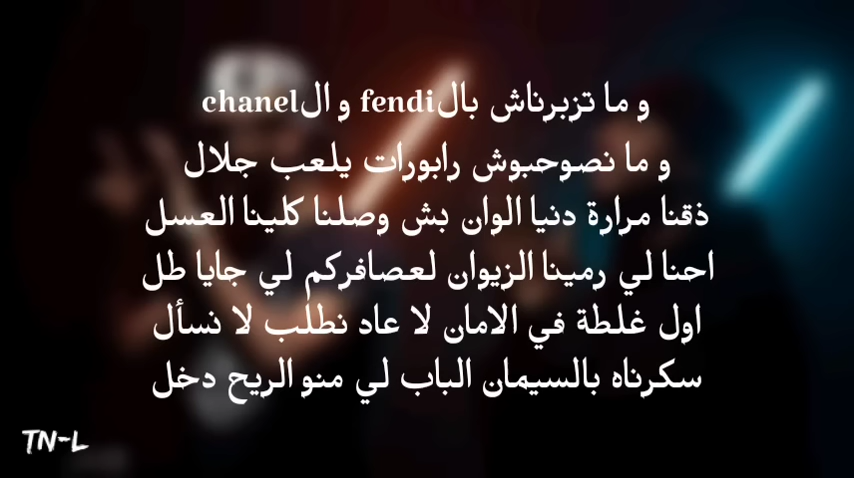 و ما تزبرناش بالfendi و الchanel
و ما نصوحبوش رابورات يلعب جلال
ذقنا مرارة دنيا الوان بش وصلنا كلينا العسل
احنا لي رمينا الزيوان لعصافركم لي جايا طل
اول غلطة في الامان لا عاد نطلب لا نسأل
سكرناه بالسيمان الباب لي منو الريح دخل
TN-L